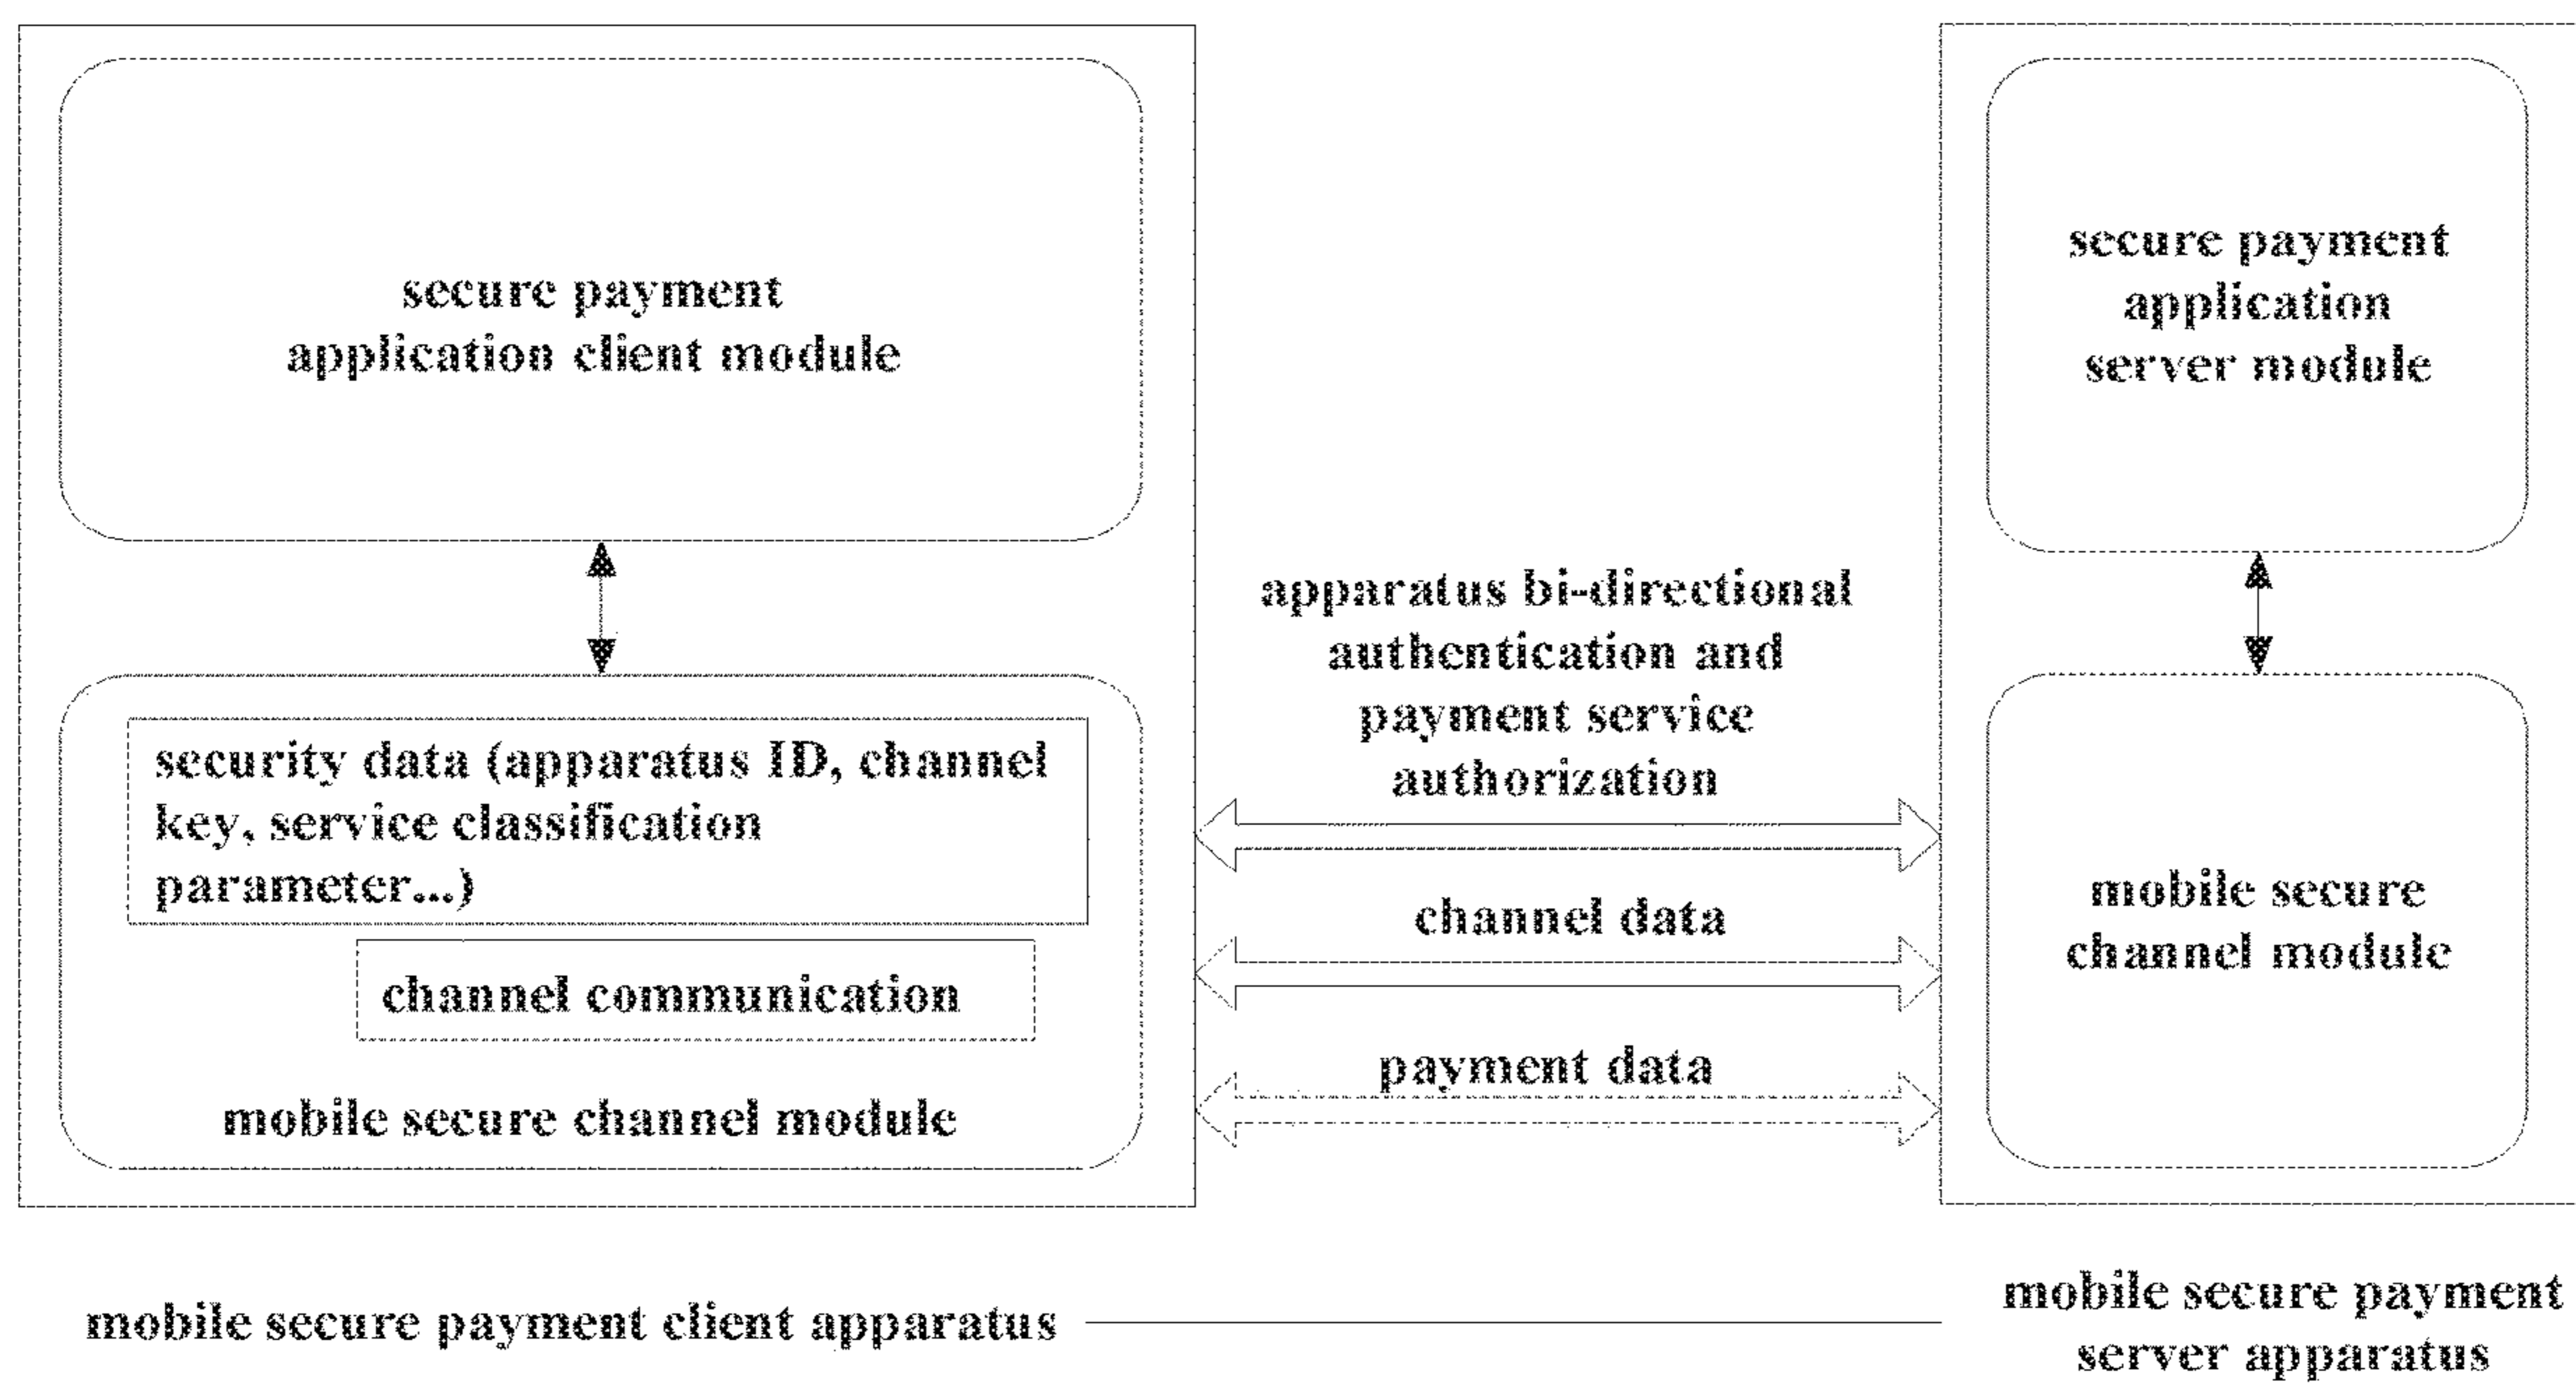 secure payment
application client module
security data (apparatus ID, channel
key, service classification
parameter...)
channel communication
mobile secure channel module
apparatus bi-directional
authentication and
payment service
authorization
channel data
payment data
secure payment
application
server module
mobile secure
channel module
mobile secure payment client apparatus
mobile secure payment
server apparatus